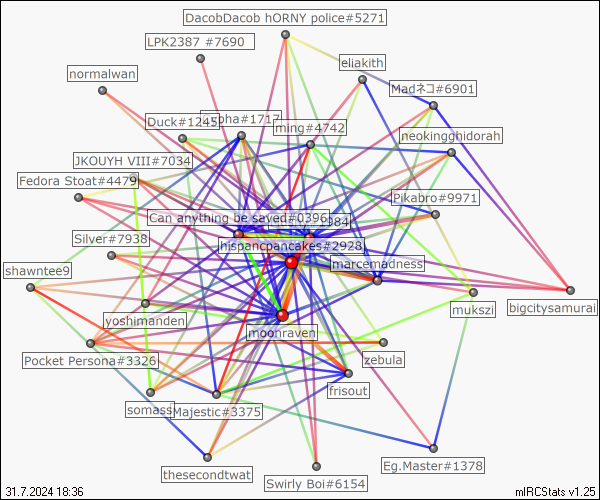 DacobDacob hORNY police#5271
LPK2387 #7690
eliakith
normalwan
Madネコ#6901
Duck#1245
#1717
ming#4742
neokingghidorah
JKOUYH VIII#7034
Fedora Stoat#4479
Pikabro#9971
Can anything be saved#0396
Silver#7938
hispancpancakes#2928
marcemadness
shawntee9
yoshimanden
mukszi
bigcitysamurai
moonraven
Pocket Persona#3326
zebula
frisout
somass
Majestic#3375
thesecondtwat
Swirly Boi#6154
Eg.Master#1378
31.7.2024 18:36
mIRCStats v1.25